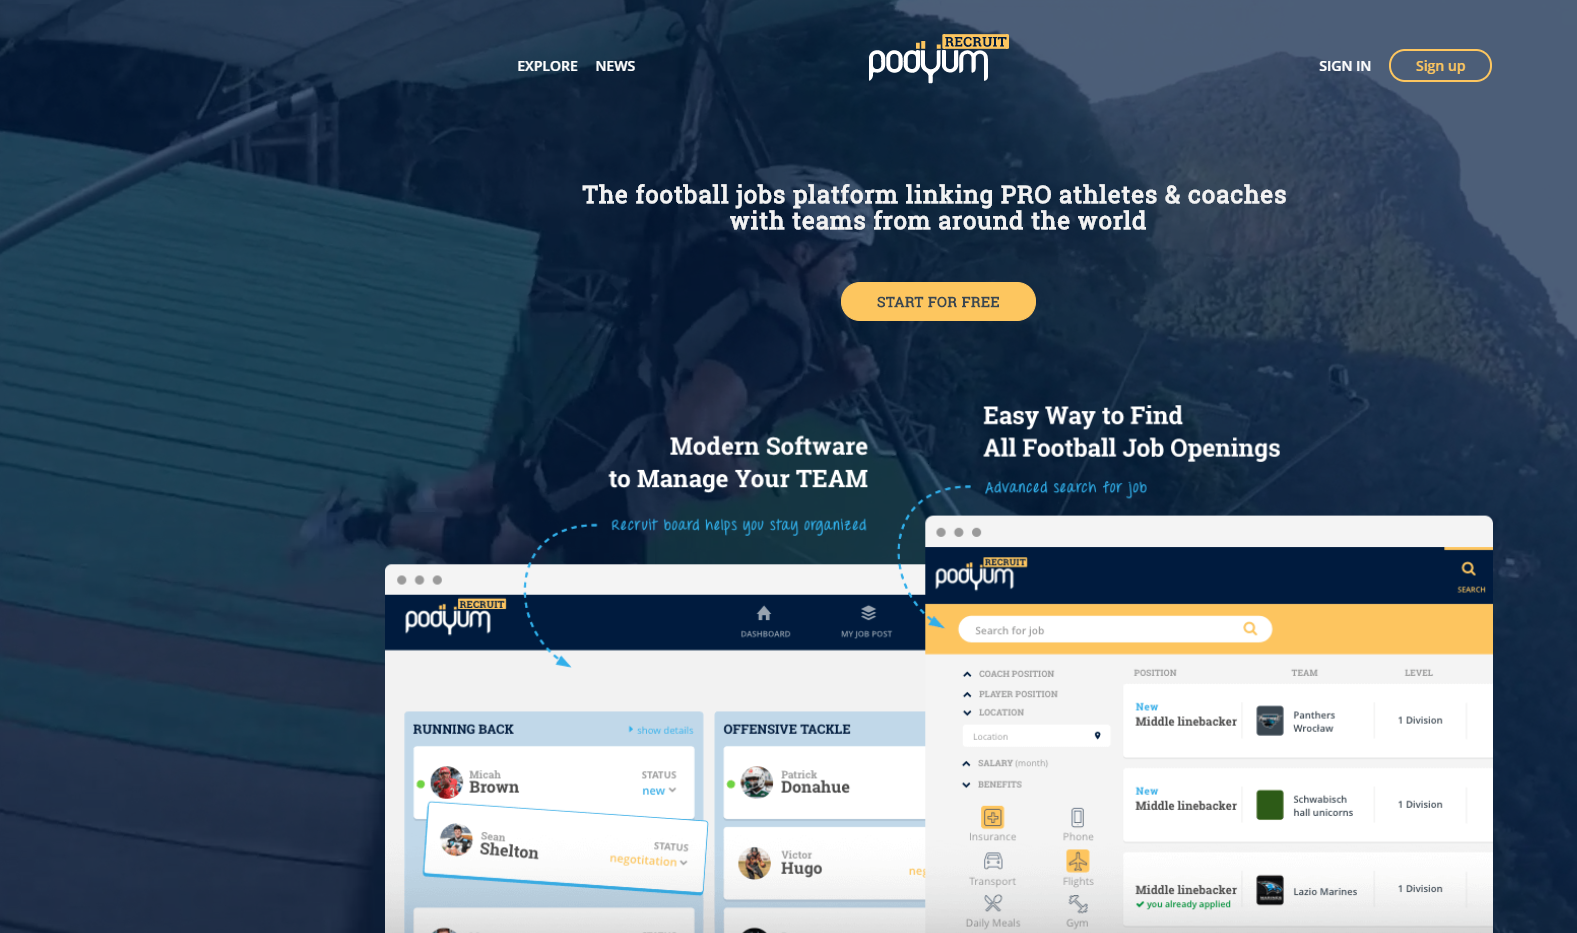 EXPLORE NEWS
podyum RECRUIT
SIGN IN Sign up
The football jobs platform linking PRO athletes & coaches
with teams from around the world
START FOR FREE
Modern Software
to Manage Your TEAM
Recruit board helps you stay organized
Easy Way to Find
All Football Job Openings
Advanced search for job
podyum RECRUIT
DASHBOARD MY JOB POST
RUNNING BACK show details
Micah
Brown
STATUS
new
Sean
Shelton
STATUS
negotitation
OFFENSIVE TACKLE
Patrick
Donahue
Victor
Hugo
neg
podyum RECRUIT
SEARCH
Search for job
COACH POSITION
PLAYER POSITION
LOCATION
Location
SALARY (month)
BENEFITS
Insurance Phone
Transport Flights
Daily Meals Gym
POSITION TEAM LEVEL
New
Middle linebacker
Panthers
Wrocław
1 Division
New
Middle linebacker
Schwabisch
hall unicorns
1 Division
Middle linebacker
you already applied
Lazio Marines
1 Division